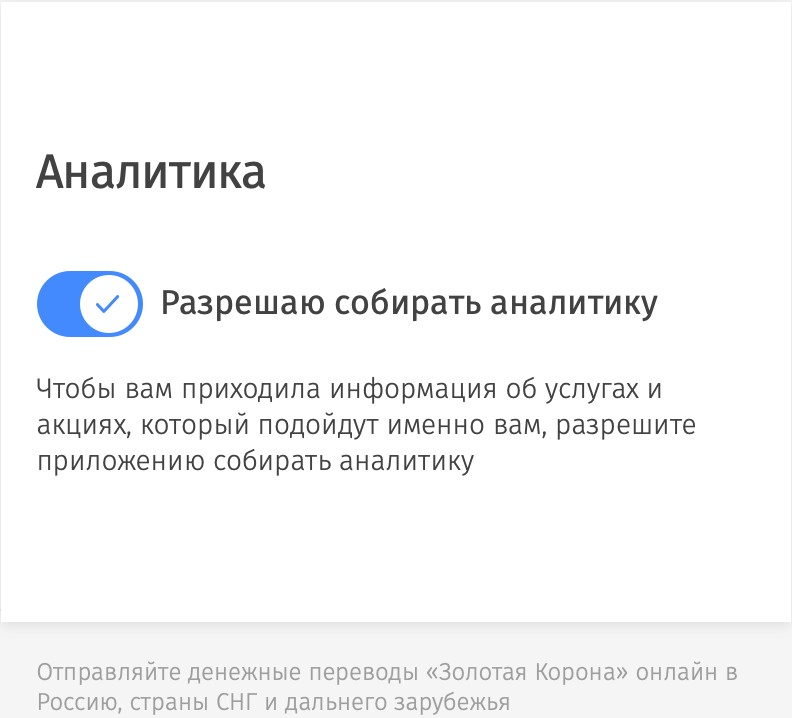 Аналитика
Разрешаю собирать аналитику
Чтобы вам приходила информация об услугах и
акциях, который подойдут именно вам, разрешите
приложению собирать аналитику
Отправляйте денежные переводы «Золотая Корона» онлайн в
Россию, страны СНГ и дальнего зарубежья